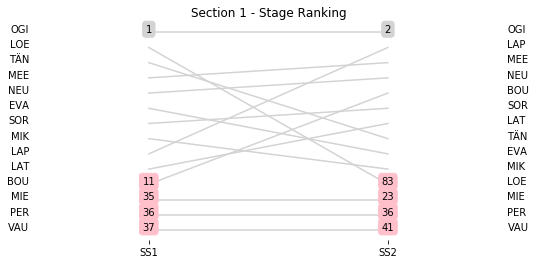 Section 1 - Stage Ranking
OGI 1 2 OGI
LOE LAP
TÄN MEE
MEE NEU
NEU BOU
EVA SOR
SOR LAT
MIK TÄN
LAP EVA
LAT MIK
BOU 11 83 LOE
MIE 35 23 MIE
PER 36 36 PER
VAU 37 41 VAU
SS1 SS2